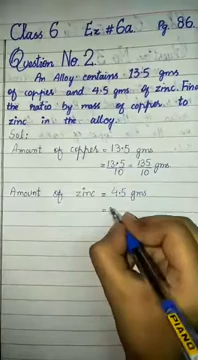 Class 6 Ex # 6a. Pg. 86.
Question No. 2
An Alloy contains 13.5 gms
of copper and 4.5 gms of zinc. Find
the ratio by mass of copper to
zinc in the alloy.
Sol:
Amount of copper = 13.5 gms
= 13.5/10 = 135/10 gms.
Amount of zinc = 4.5 gms
=